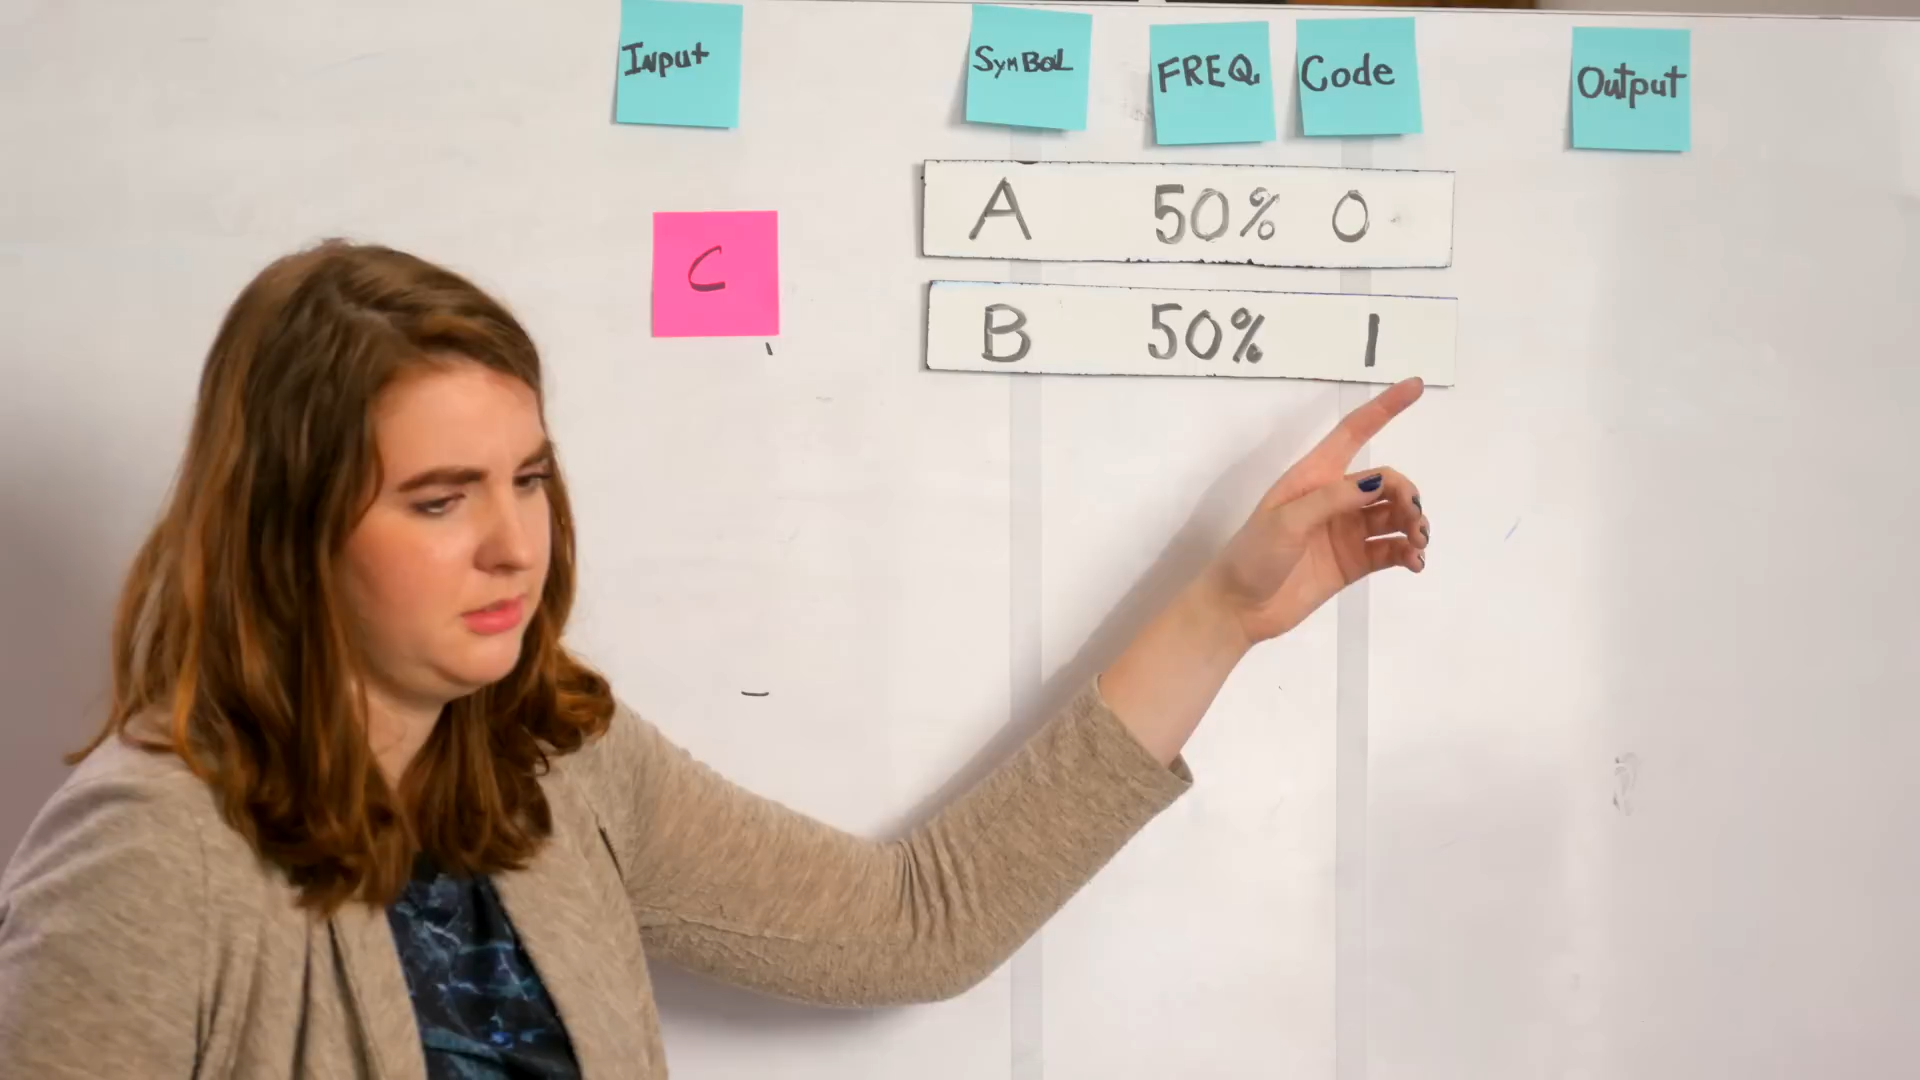 Input
SYMBOL
FREQ.
Code
Output
A 50% 0
C
B 50% 1